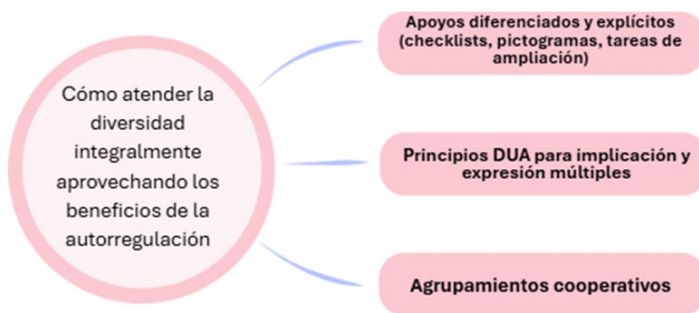 Cómo atender la
diversidad
integralmente
aprovechando los
beneficios de la
autorregulación
Apoyos diferenciados y explícitos
(checklists, pictogramas, tareas de
ampliación)
Principios DUA para implicación y
expresión múltiples
Agrupamientos cooperativos